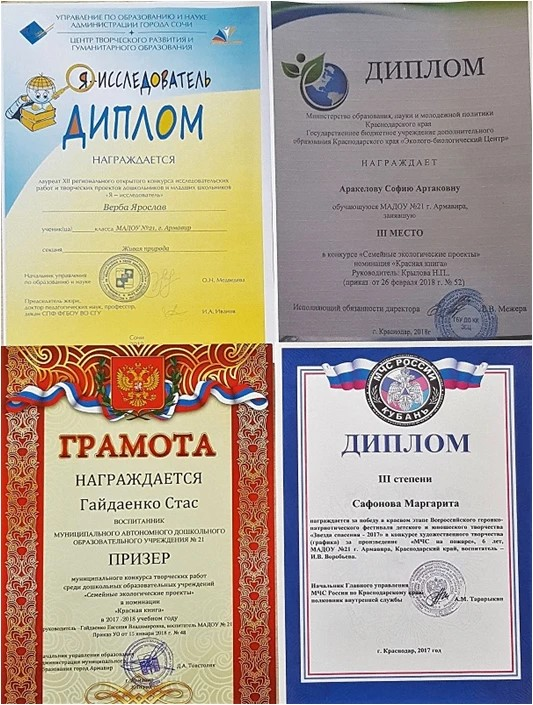 УПРАВЛЕНИЕ ПО ОБРАЗОВАНИЮ И НАУКЕ
АДМИНИСТРАЦИИ ГОРОДА СОЧИ
ЦЕНТР ТВОРЧЕСКОГО РАЗВИТИЯ И
ГУМАНИТАРНОГО ОБРАЗОВАНИЯ
Я-ИССЛЕДОВАТЕЛЬ
ДИПЛОМ
НАГРАЖДАЕТСЯ
лауреат XII регионального открытого конкурса исследовательских
работ и творческих проектов дошкольников и младших школьников
«Я – исследователь»
Верба Ярослав
ученик(ца) класса МАДОУ №21, г. Армавир
секция Живая природа
Начальник управления
по образованию и науке О.Н. Медведева
Председатель жюри,
доктор педагогических наук, профессор,
декан СПФ ФГБОУ ВО СГУ И.А. Иванов
Сочи
ДИПЛОМ
Министерство образования, науки и молодежной политики
Краснодарского края
Государственное бюджетное учреждение дополнительного
образования Краснодарского края «Эколого-биологический Центр»
НАГРАЖДАЕТ
Аракелову Софию Артаковну
обучающуюся МАДОУ №21 г. Армавира,
занявшую
III МЕСТО
в конкурсе «Семейные экологические проекты»
номинация «Красная книга»
Руководитель: Крылова Н.П.,
(приказ от 26 февраля 2018 г. № 52)
Исполняющий обязанности директора В. Межеря
г. Краснодар, 2018г
ГРАМОТА
НАГРАЖДАЕТСЯ
Гайдаенко Стас
ВОСПИТАННИК
МУНИЦИПАЛЬНОГО АВТОНОМНОГО ДОШКОЛЬНОГО
ОБРАЗОВАТЕЛЬНОГО УЧРЕЖДЕНИЯ № 21
ПРИЗЕР
муниципального конкурса творческих работ
среди дошкольных образовательных учреждений
«Семейные экологические проекты»
в номинации
«Красная книга»
в 2017 -2018 учебном году
руководитель –Гайдаенко Евгения Владимировна, воспитатель МАДОУ № 21
Приказ УО от 15 января 2018 г. № 48
начальник управления образования
администрации муниципального
образования город Армавир Д.А. Товстоляк
МЧС РОССИИ
КУБАНЬ
ДИПЛОМ
III степени
Сафонова Маргарита
награждается за победу в краевом этапе Всероссийского героико-
патриотического фестиваля детского и юношеского творчества
«Звезда спасения - 2017» в конкурсе художественного творчества
(графика) за произведение «МЧС на пожаре», 6 лет,
МАДОУ №21 г. Армавира, Краснодарский край, воспитатель –
И.В. Воробьева.
Начальник Главного управления
МЧС России по Краснодарскому краю
полковник внутренней службы А.М. Тарарыкин
г. Краснодар, 2017 год